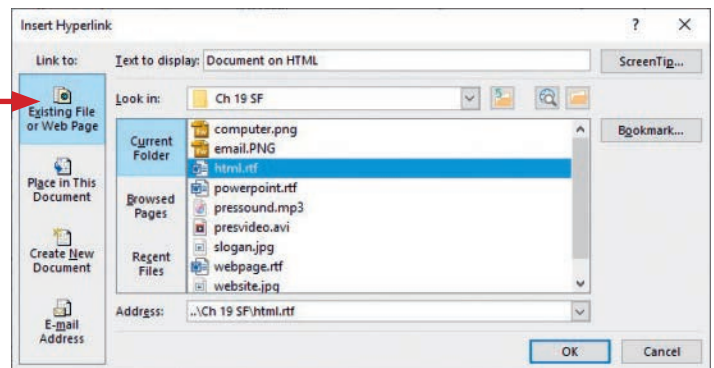 Insert Hyperlink ? X
Link to:
Text to display: Document on HTML
ScreenTip...
Existing File
or Web Page
Look in: Ch 19 SF
Bookmark...
Place in This
Document
Create New
Document
E-mail
Address
Current
Folder
Browsed
Pages
Recent
Files
computer.png
email.PNG
html.rtf
powerpoint.rtf
pressound.mp3
presvideo.avi
slogan.jpg
webpage.rtf
website.jpg
Address: ..\Ch 19 SF\html.rtf
OK Cancel